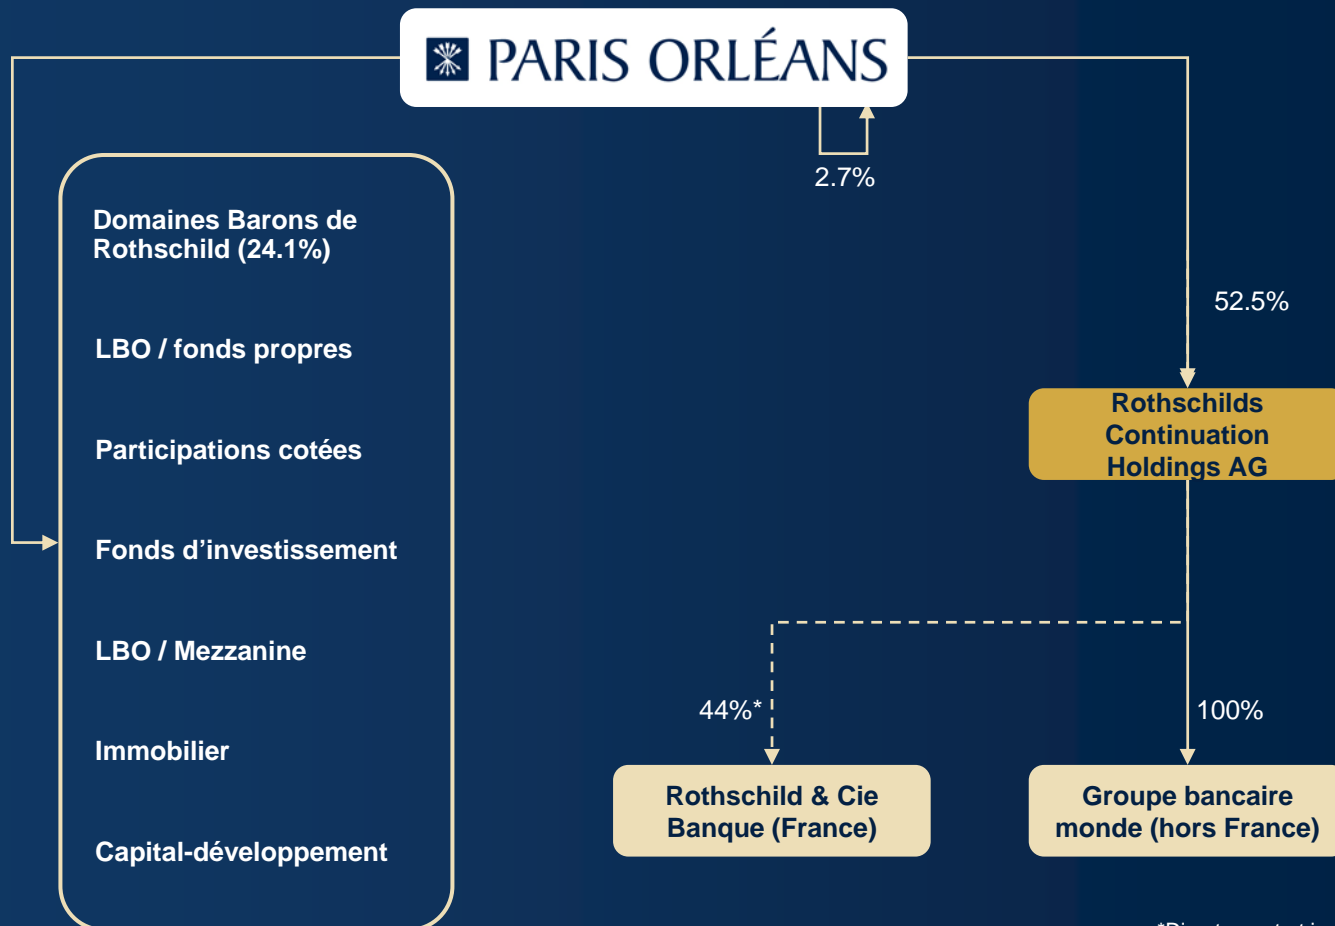 PARIS ORLÉANS
2.7%
Domaines Barons de
Rothschild (24.1%)
LBO / fonds propres
Participations cotées
Fonds d’investissement
LBO / Mezzanine
Immobilier
Capital-développement
52.5%
Rothschilds
Continuation
Holdings AG
44%*
100%
Rothschild & Cie
Banque (France)
Groupe bancaire
monde (hors France)